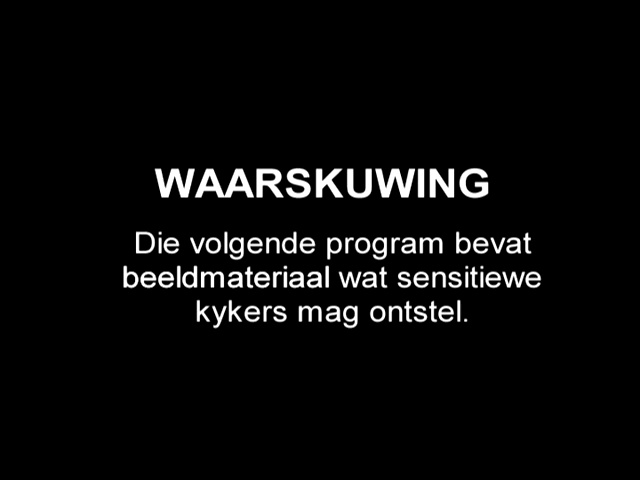 WAARSKUWING
Die volgende program bevat
beeldmateriaal wat sensitiewe
kykers mag ontstel.